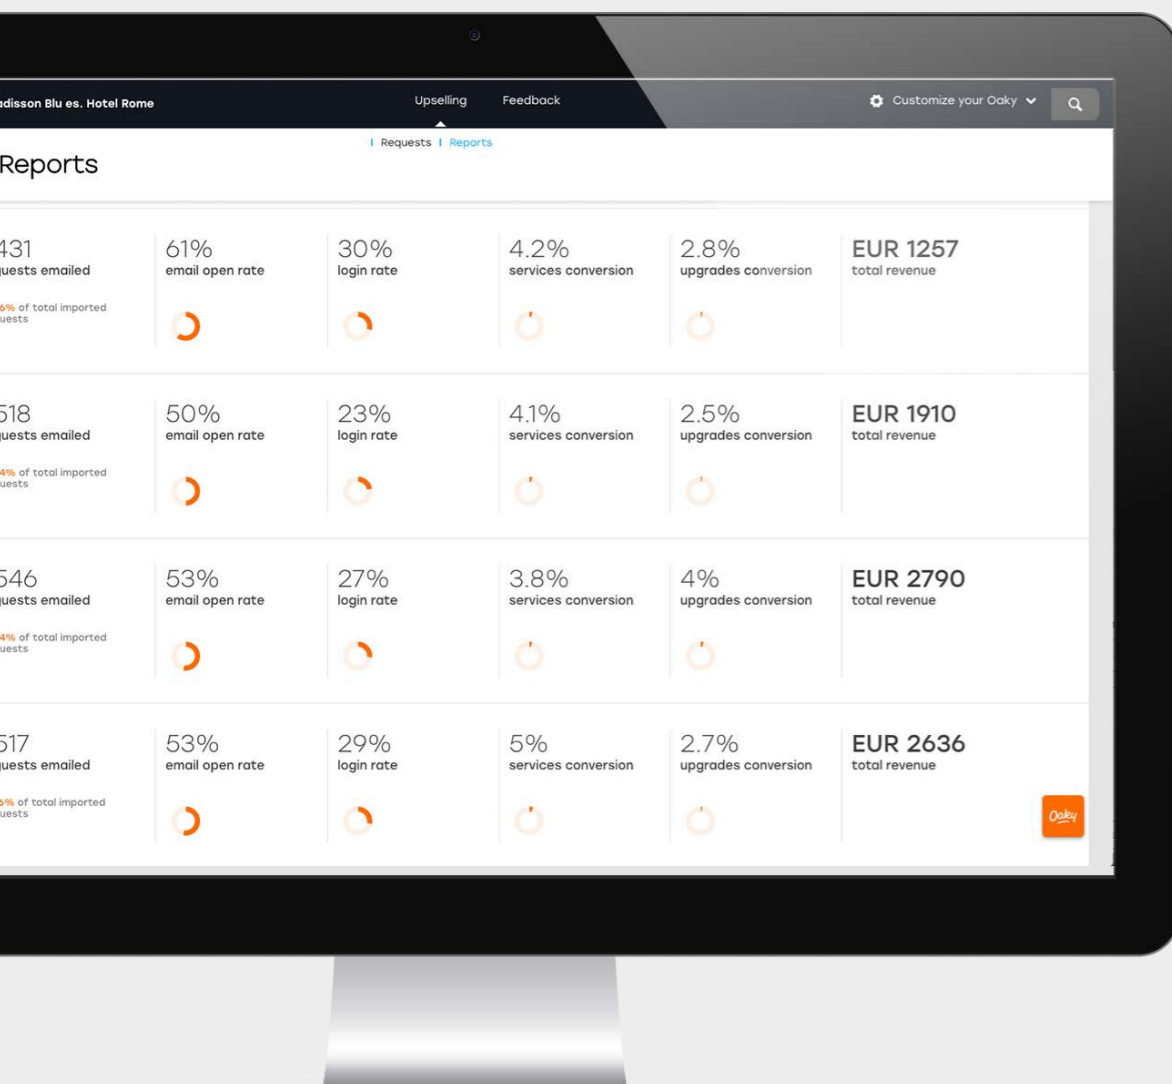 adisson Blu es. Hotel Rome
Upselling
Feedback
Customize your Oaky
Requests
Reports
Reports
431
uests emailed
6% of total imported
uests
61%
email open rate
30%
login rate
4.2%
services conversion
2.8%
upgrades conversion
EUR 1257
total revenue
518
uests emailed
4% of total imported
uests
50%
email open rate
23%
login rate
4.1%
services conversion
2.5%
upgrades conversion
EUR 1910
total revenue
546
uests emailed
4% of total imported
uests
53%
email open rate
27%
login rate
3.8%
services conversion
4%
upgrades conversion
EUR 2790
total revenue
517
uests emailed
6% of total imported
uests
53%
email open rate
29%
login rate
5%
services conversion
2.7%
upgrades conversion
EUR 2636
total revenue
Oaky